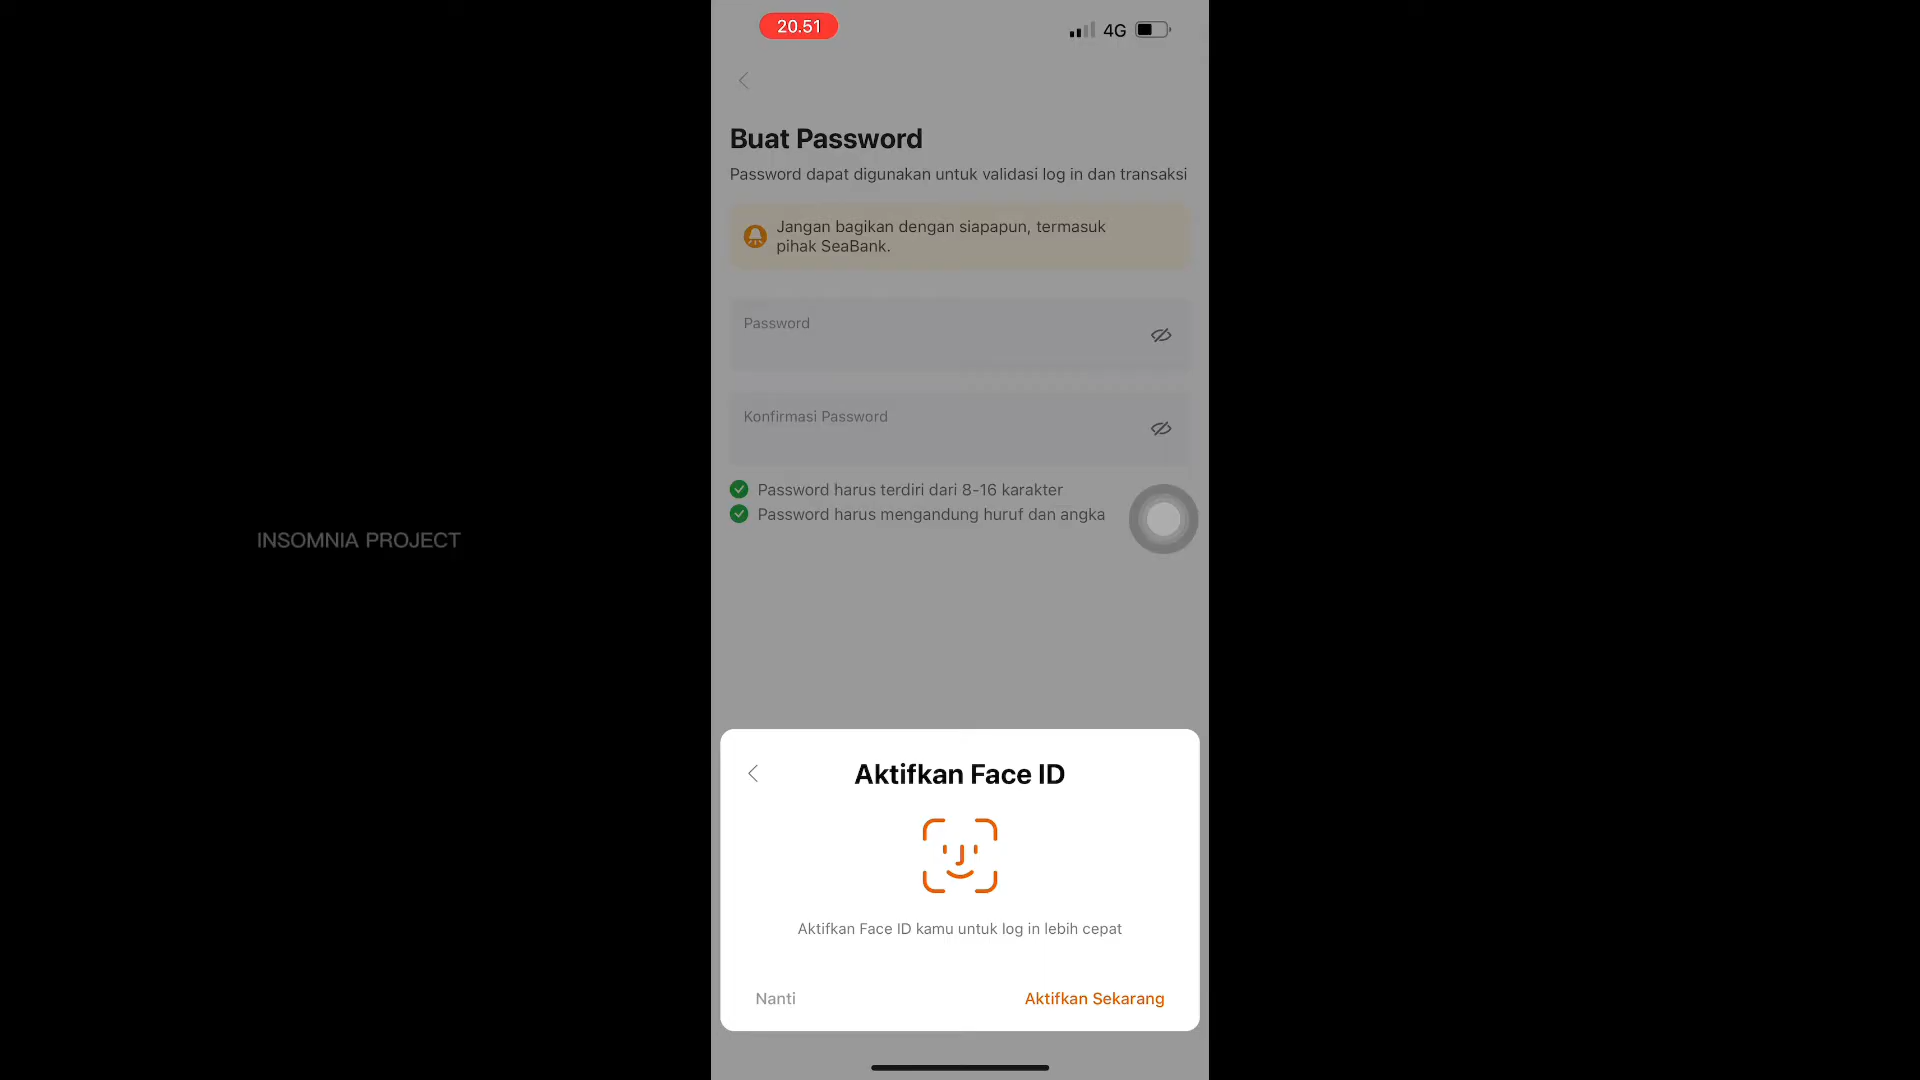 20.51
4G
Buat Password
Password dapat digunakan untuk validasi log in dan transaksi
Jangan bagikan dengan siapapun, termasuk
pihak SeaBank.
Password
Konfirmasi Password
Password harus terdiri dari 8-16 karakter
Password harus mengandung huruf dan angka
INSOMNIA PROJECT
Aktifkan Face ID
Aktifkan Face ID kamu untuk log in lebih cepat
Nanti
Aktifkan Sekarang